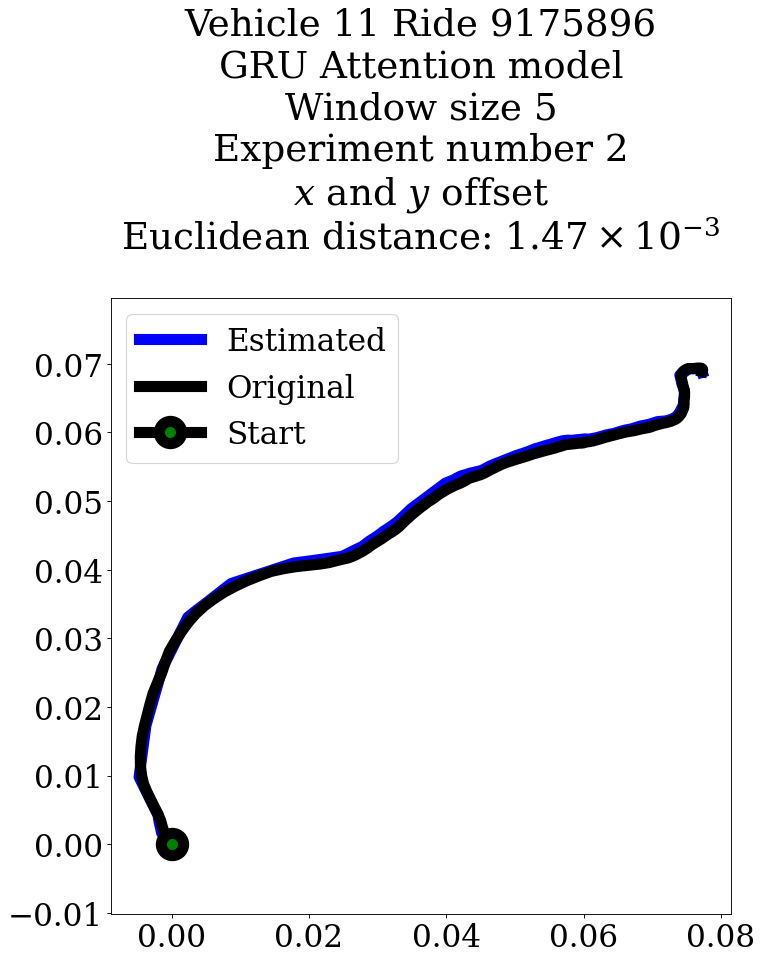 Vehicle 11 Ride 9175896
GRU Attention model
Window size 5
Experiment number 2
x and y offset
Euclidean distance: 1.47 × 10⁻³
Estimated
Original
Start
0.07
0.06
0.05
0.04
0.03
0.02
0.01
0.00
−0.01
0.00 0.02 0.04 0.06 0.08